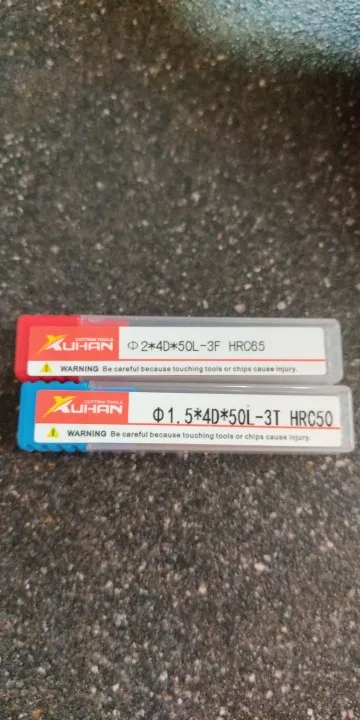 CUTTING TOOLS
XUHAN
Φ2*4D*50L-3F HRC65
WARNING Be careful because touching tools or chips cause injury.
CUTTING TOOLS
XUHAN
Φ1.5*4D*50L-3T HRC50
WARNING Be careful because touching tools or chips cause injury.